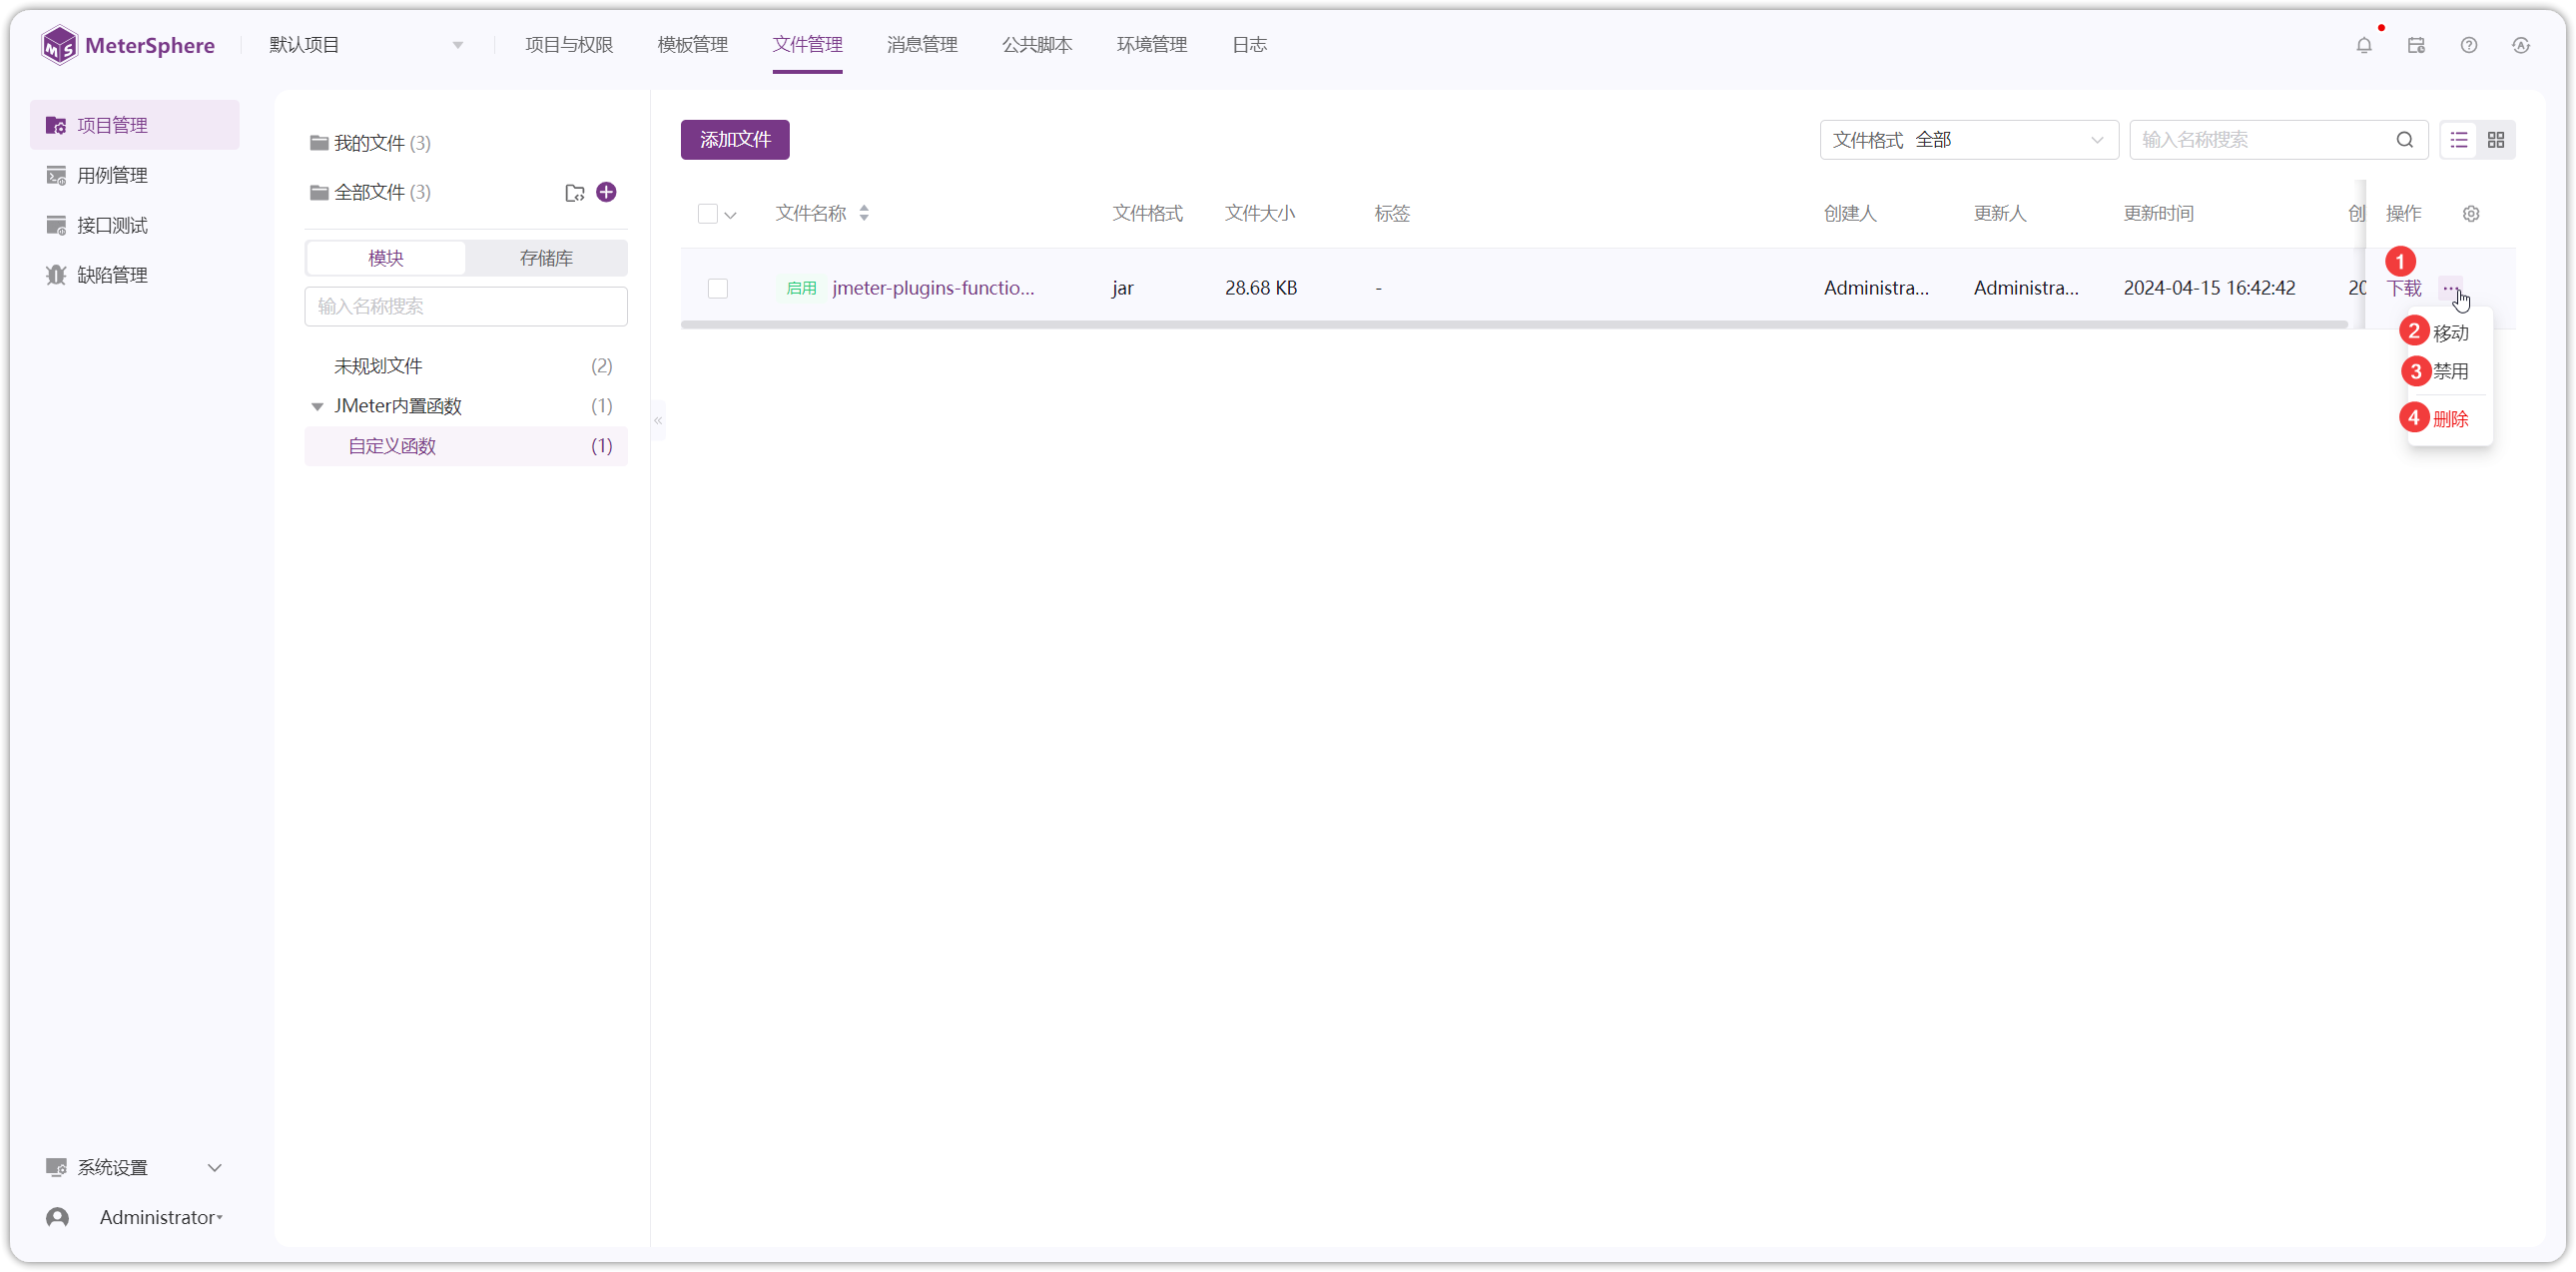 MeterSphere
默认项目
项目与权限
模板管理
文件管理
消息管理
公共脚本
环境管理
日志
项目管理
用例管理
接口测试
缺陷管理
系统设置
Administrator
我的文件 (3)
全部文件 (3)
模块
存储库
输入名称搜索
未规划文件 (2)
JMeter内置函数 (1)
自定义函数 (1)
添加文件
文件格式 全部
输入名称搜索
文件名称 文件格式 文件大小 标签 创建人 更新人 更新时间 创 操作
启用 jmeter-plugins-functio... jar 28.68 KB - Administra... Administra... 2024-04-15 16:42:42 20 下载 ...
1
2 移动
3 禁用
4 删除